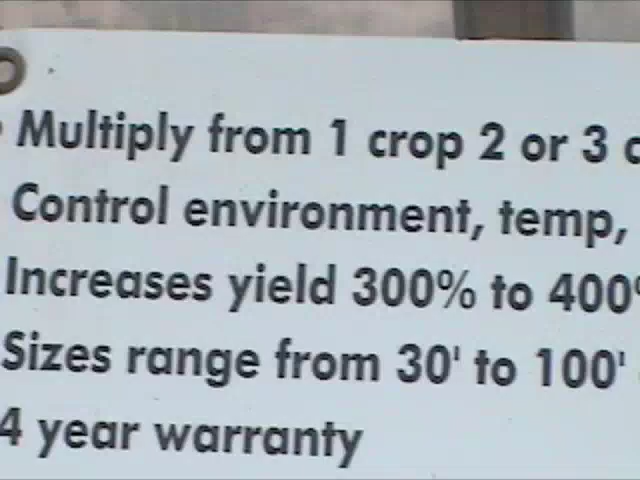 Multiply from 1 crop 2 or 3
Control environment, temp,
Increases yield 300% to 400%
Sizes range from 30' to 100'
4 year warranty